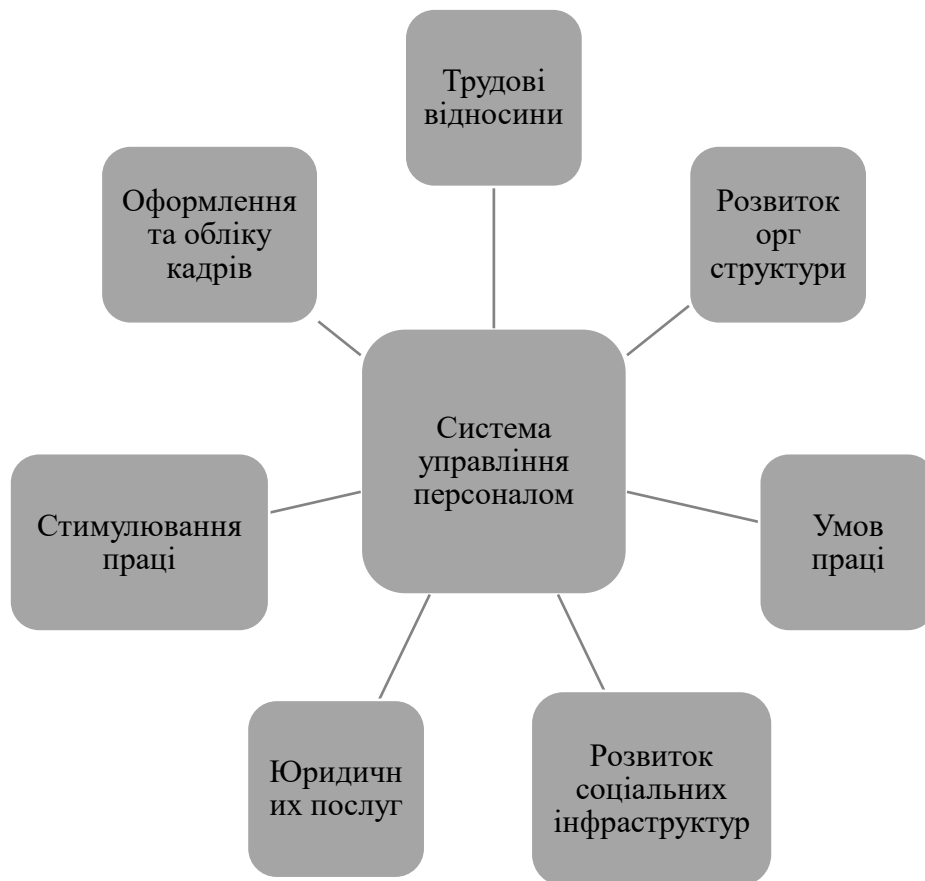 Трудові
відносини
Оформлення
та обліку
кадрів
Розвиток
орг
структури
Система
управління
персоналом
Стимулювання
праці
Умов
праці
Юридичн
их послуг
Розвиток
соціальних
інфраструктур